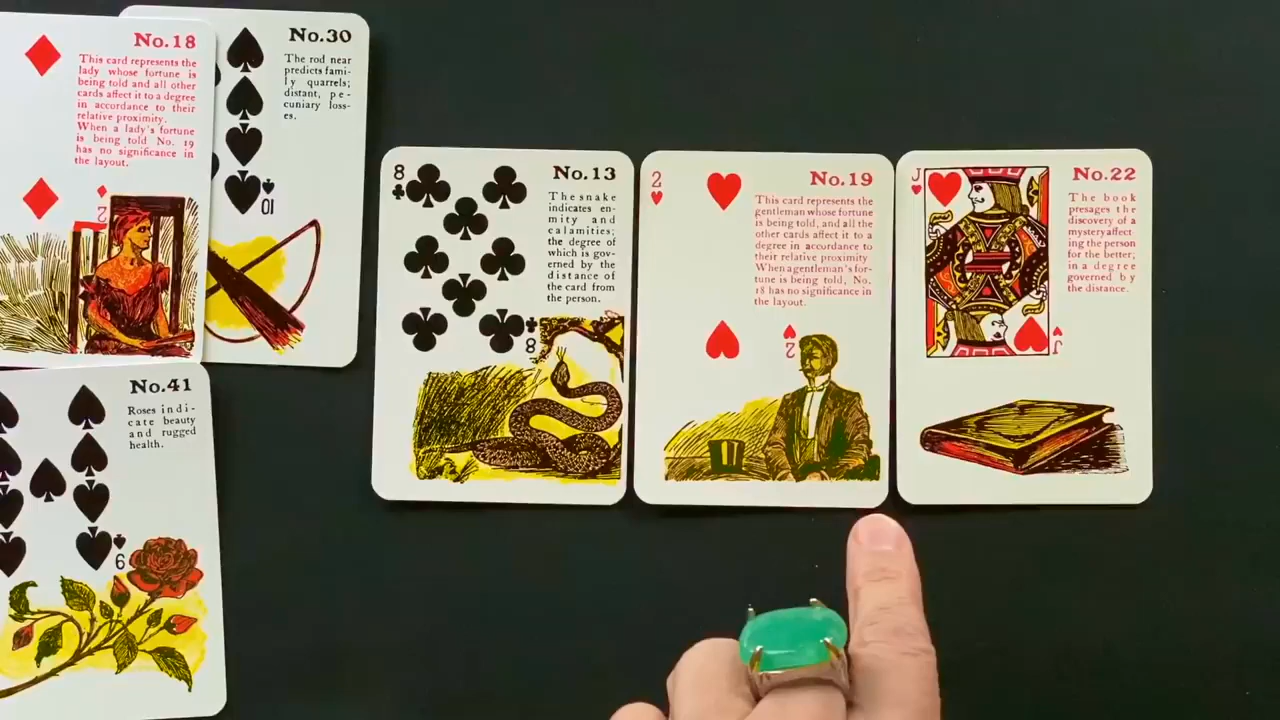 No.18
This card represents the
lady whose fortune is
being told and all other
cards affect it to a degree
in accordance to their
relative proximity.
When a lady's fortune
is being told No. 19
has no significance in
the layout.
2
No.30
The rod near
predicts fami-
ly quarrels;
distant, pe-
cuniary loss-
es.
10
No.41
Roses indi-
cate beauty
and rugged
health.
9
8
No.13
The snake
indicates en-
mity and
calamities;
the degree of
which is gov-
erned by the
distance of
the card from
the person.
8
2
No.19
This card represents the
gentleman whose fortune
is being told, and all the
other cards affect it to a
degree in accordance to
their relative proximity
When a gentleman's for-
tune is being told, No.
18 has no significance in
the layout.
2
J
No.22
The book
presages the
discovery of a
mystery affect-
ing the person
for the better;
in a degree
governed by
the distance.
J